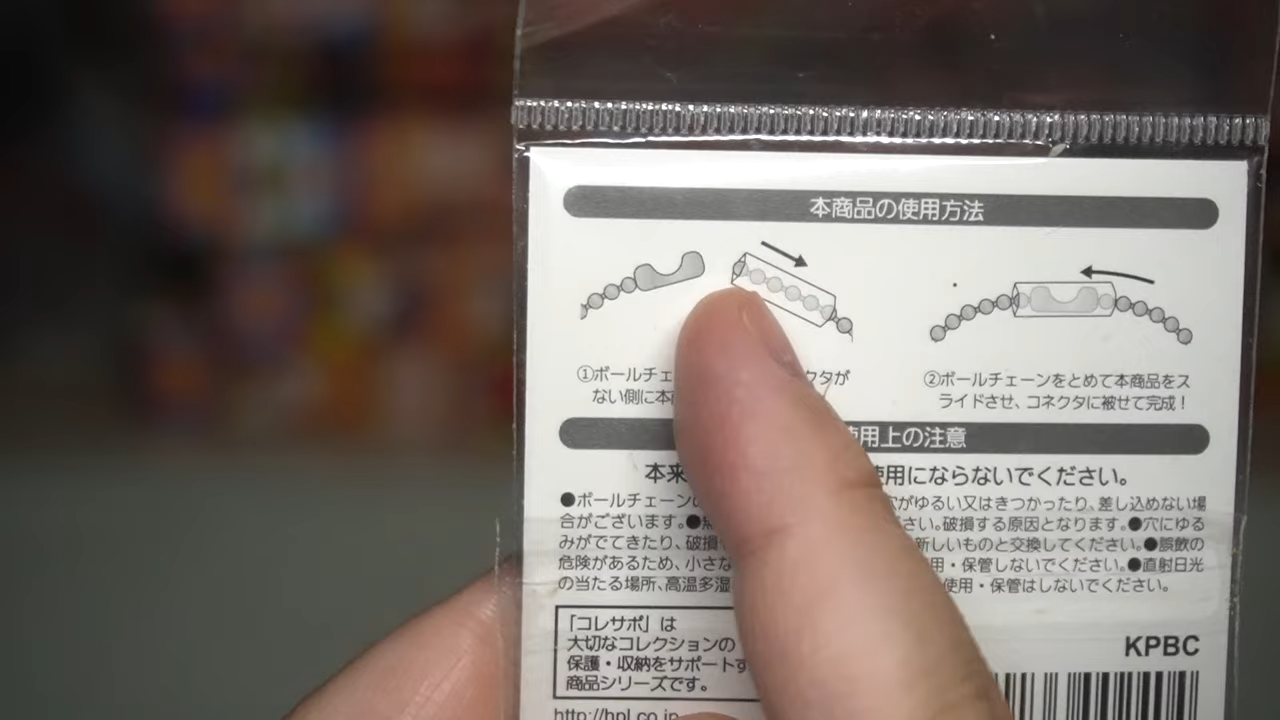 本商品の使用方法
①ボールチェ クタが
ない側に本
②ボールチェーンをとめて本商品をス
ライドさせ、コネクタに被せて完成！
使用上の注意
本来 使用にならないでください。
●ボールチェーンの 穴がゆるい又はきつかったり、差し込めない場
合がございます。● さい。破損する原因となります。●穴にゆる
みがでてきたり、破損 新しいものと交換してください。●誤飲の
危険があるため、小さな 用・保管しないでください。●直射日光
の当たる場所、高温多湿 使用・保管はしないでください。
「コレサポ」は
大切なコレクションの
保護・収納をサポートす
商品シリーズです。
KPBC
http://hpl.co.jp